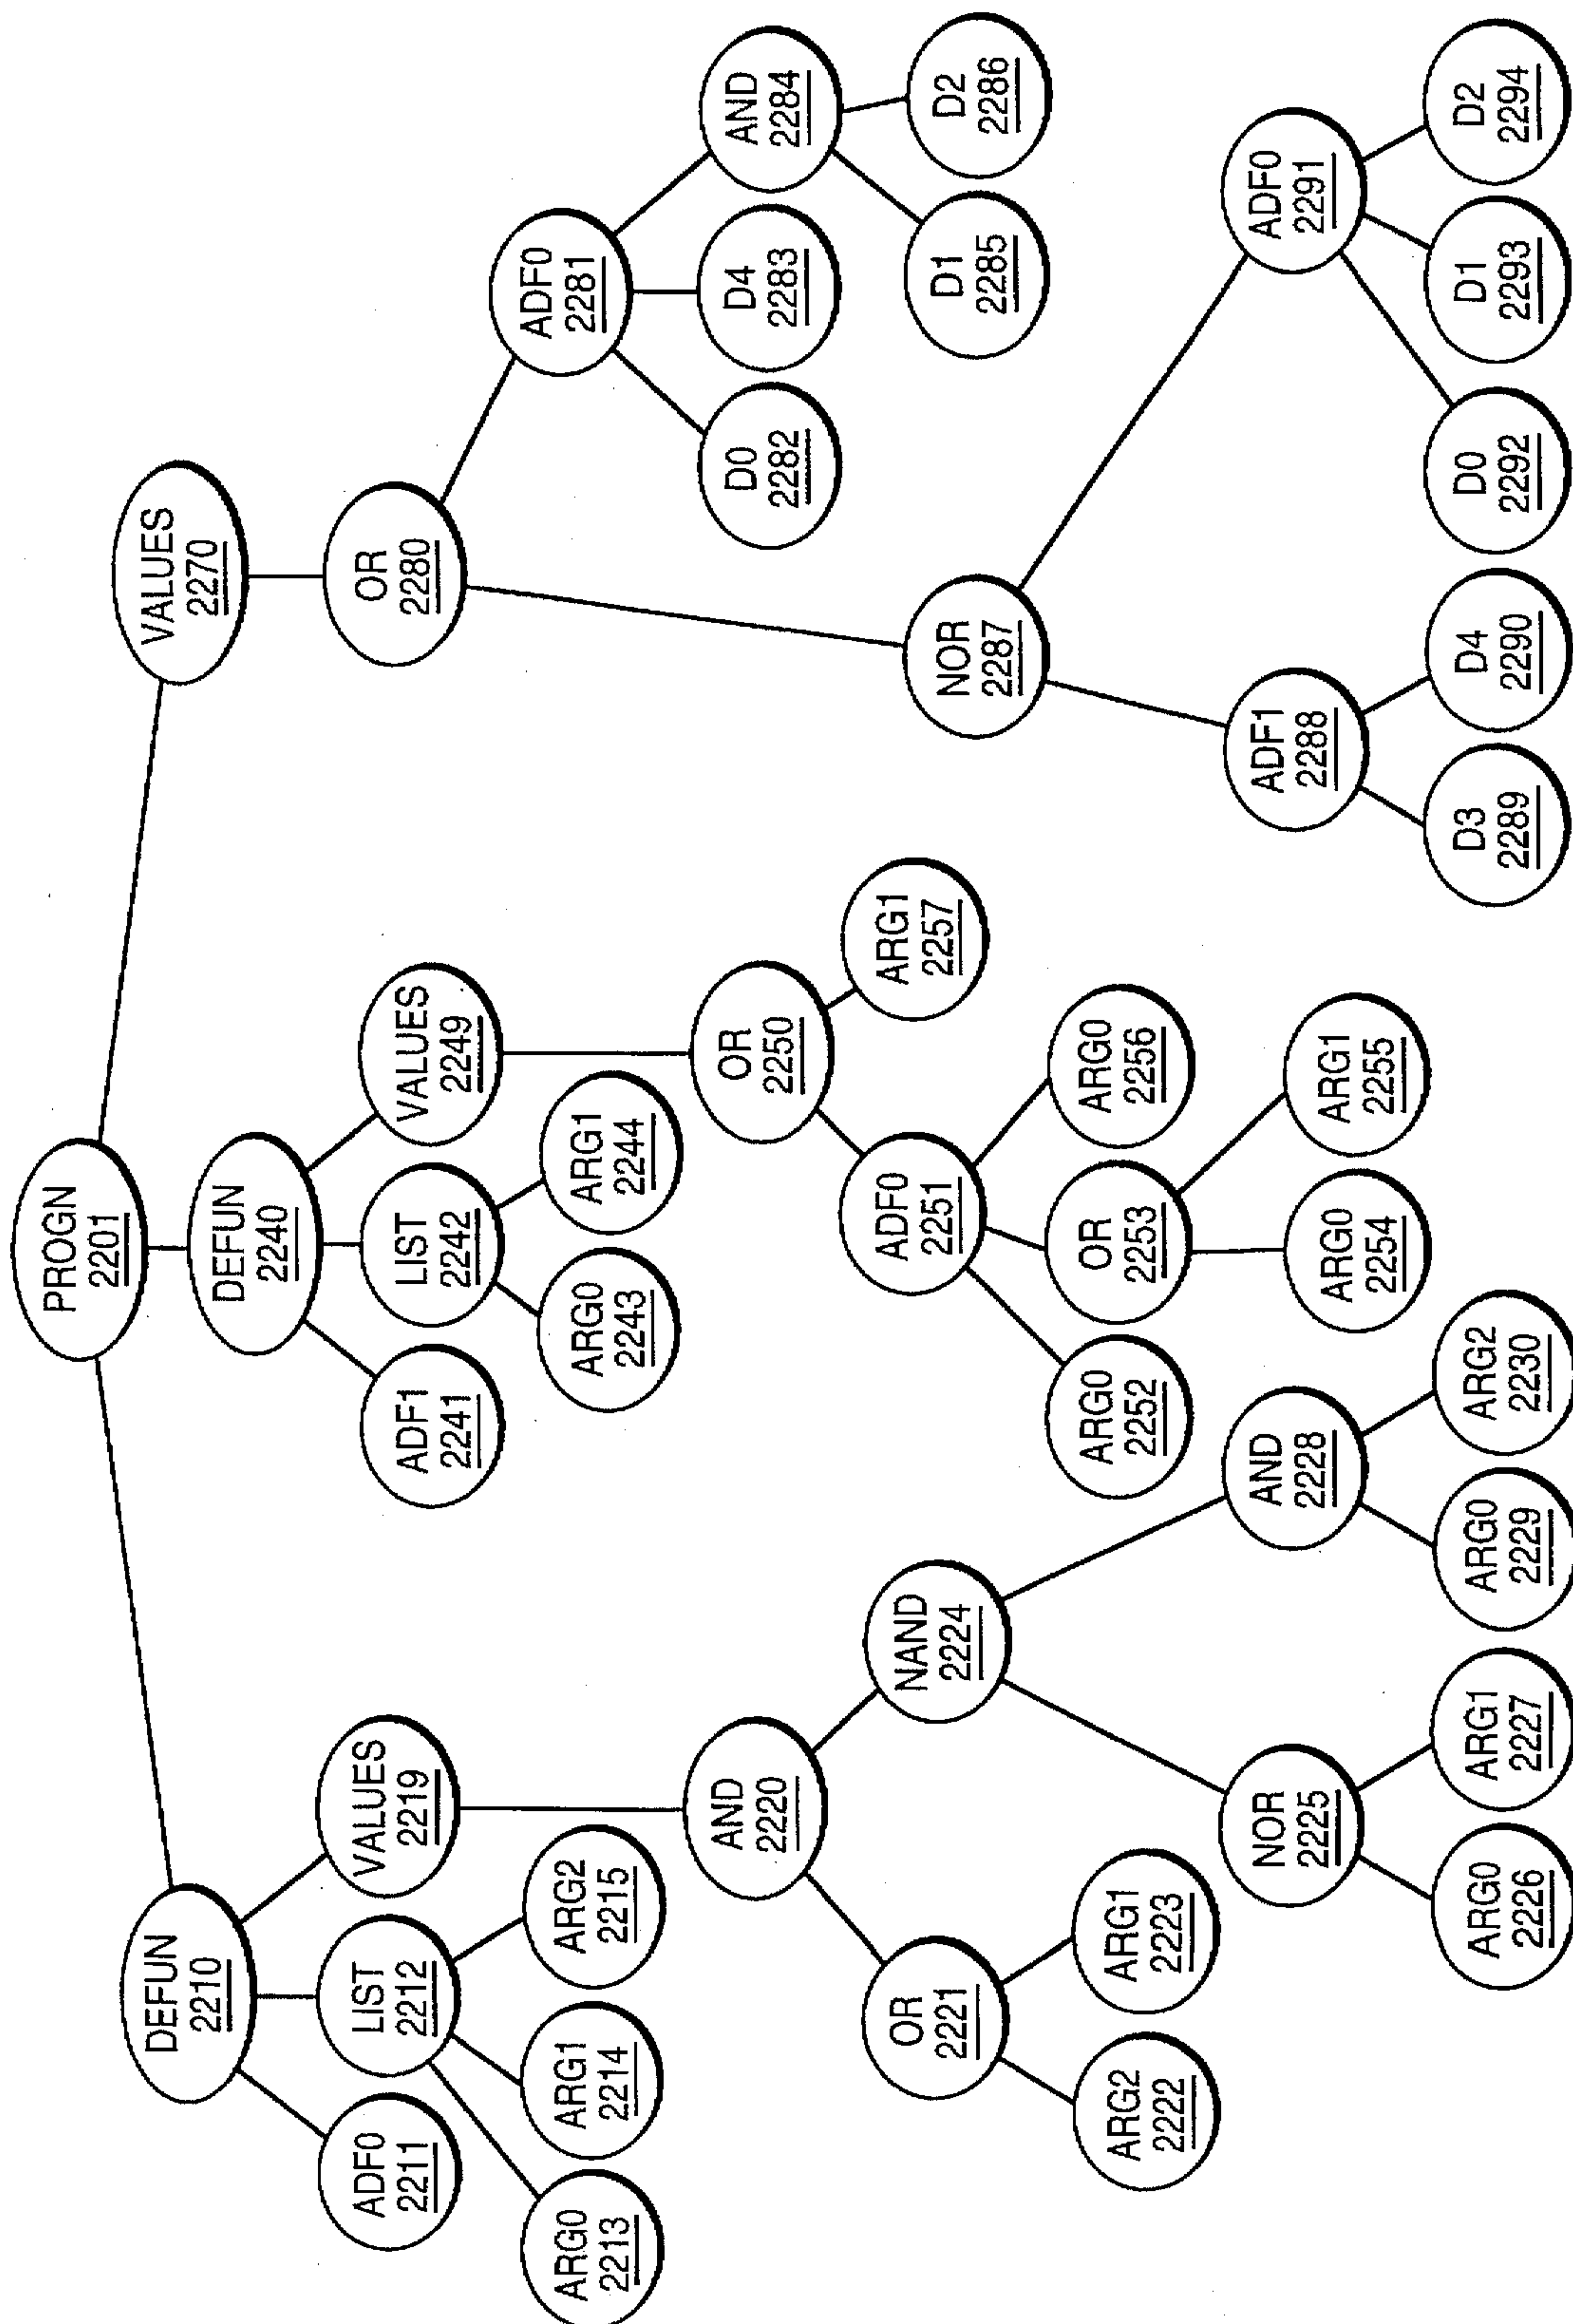 PROGN
2201
DEFUN
2210
DEFUN
2240
VALUES
2270
ADF0
2211
LIST
2212
VALUES
2219
ADF1
2241
LIST
2242
VALUES
2249
OR
2280
ARG0
2213
ARG1
2214
ARG2
2215
ARG0
2243
ARG1
2244
ADF0
2281
AND
2220
OR
2250
D0
2282
D4
2283
AND
2284
OR
2221
NAND
2224
ADF0
2251
ARG1
2257
NOR
2287
D1
2285
D2
2286
ARG2
2222
ARG1
2223
ARG0
2252
OR
2253
ARG0
2256
NOR
2225
AND
2228
ARG0
2254
ARG1
2255
ADF1
2288
ADF0
2291
ARG0
2226
ARG1
2227
ARG0
2229
ARG2
2230
D3
2289
D4
2290
D0
2292
D1
2293
D2
2294